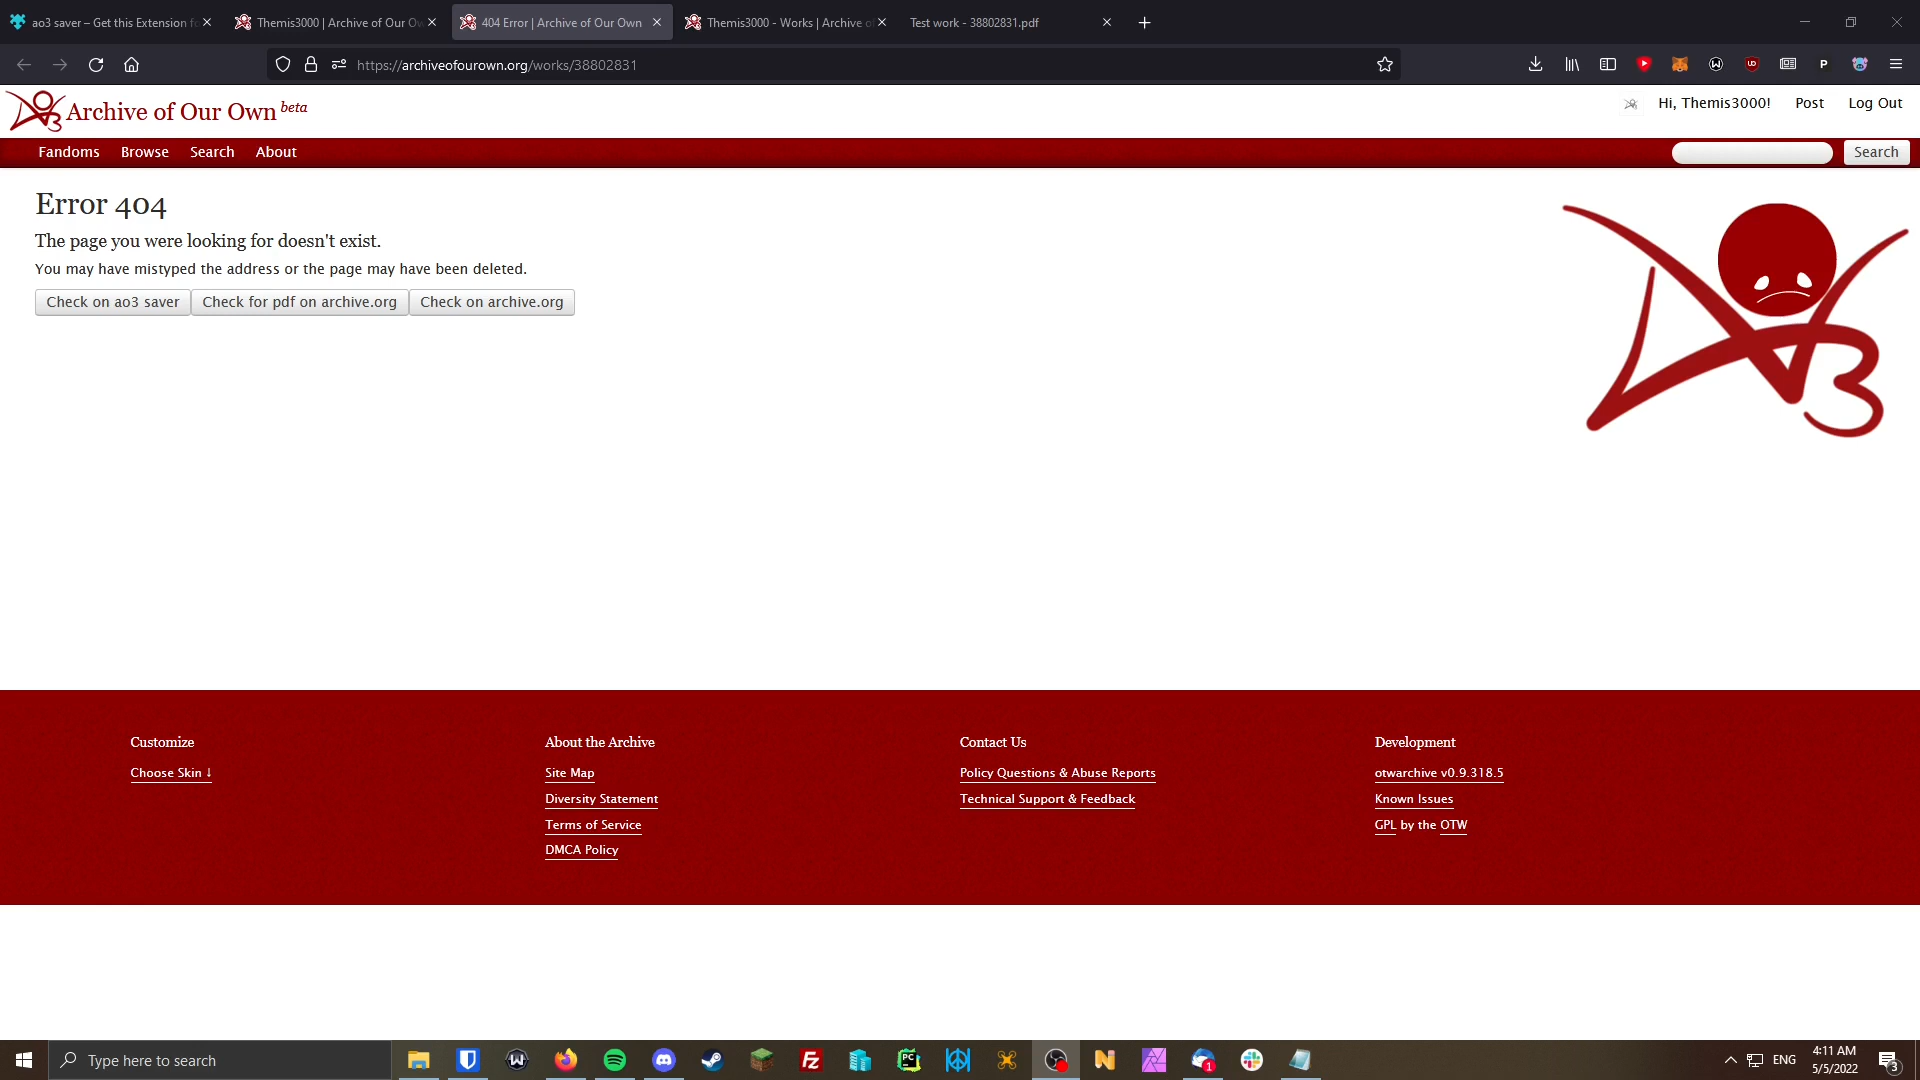 ao3 saver – Get this Extension fo
Themis3000 | Archive of Our Ow
404 Error | Archive of Our Own
Themis3000 - Works | Archive of
Test work - 38802831.pdf
https://archiveofourown.org/works/38802831
Archive of Our Own beta
Hi, Themis3000!
Post
Log Out
Fandoms
Browse
Search
About
Search
Error 404
The page you were looking for doesn't exist.
You may have mistyped the address or the page may have been deleted.
Check on ao3 saver
Check for pdf on archive.org
Check on archive.org
Customize
Choose Skin ↓
About the Archive
Site Map
Diversity Statement
Terms of Service
DMCA Policy
Contact Us
Policy Questions & Abuse Reports
Technical Support & Feedback
Development
otwarchive v0.9.318.5
Known Issues
GPL by the OTW
Type here to search
ENG
4:11 AM
5/5/2022
3